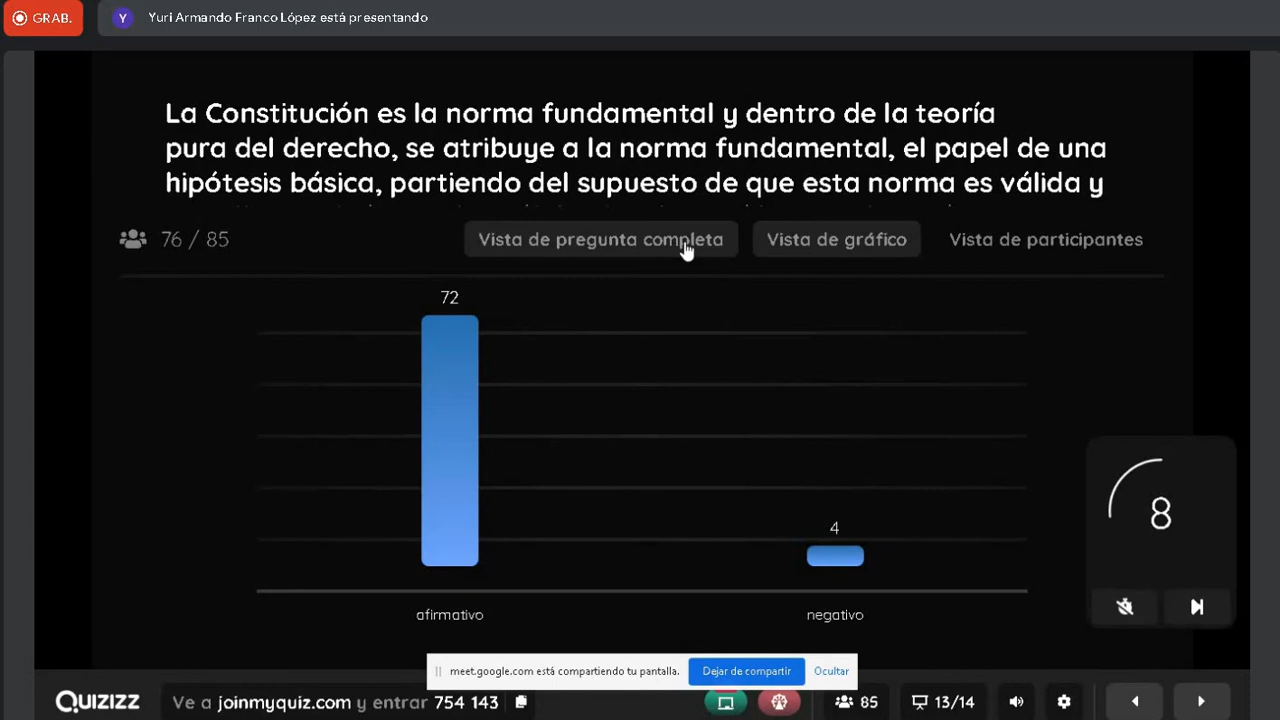 GRAB.
Y
Yuri Armando Franco López está presentando
La Constitución es la norma fundamental y dentro de la teoría
pura del derecho, se atribuye a la norma fundamental, el papel de una
hipótesis básica, partiendo del supuesto de que esta norma es válida y
76 / 85
Vista de pregunta completa
Vista de gráfico
Vista de participantes
72
4
8
afirmativo
negativo
meet.google.com está compartiendo tu pantalla.
Dejar de compartir
Ocultar
QUIZIZZ
Ve a joinmyquiz.com y entrar 754 143
85
13/14